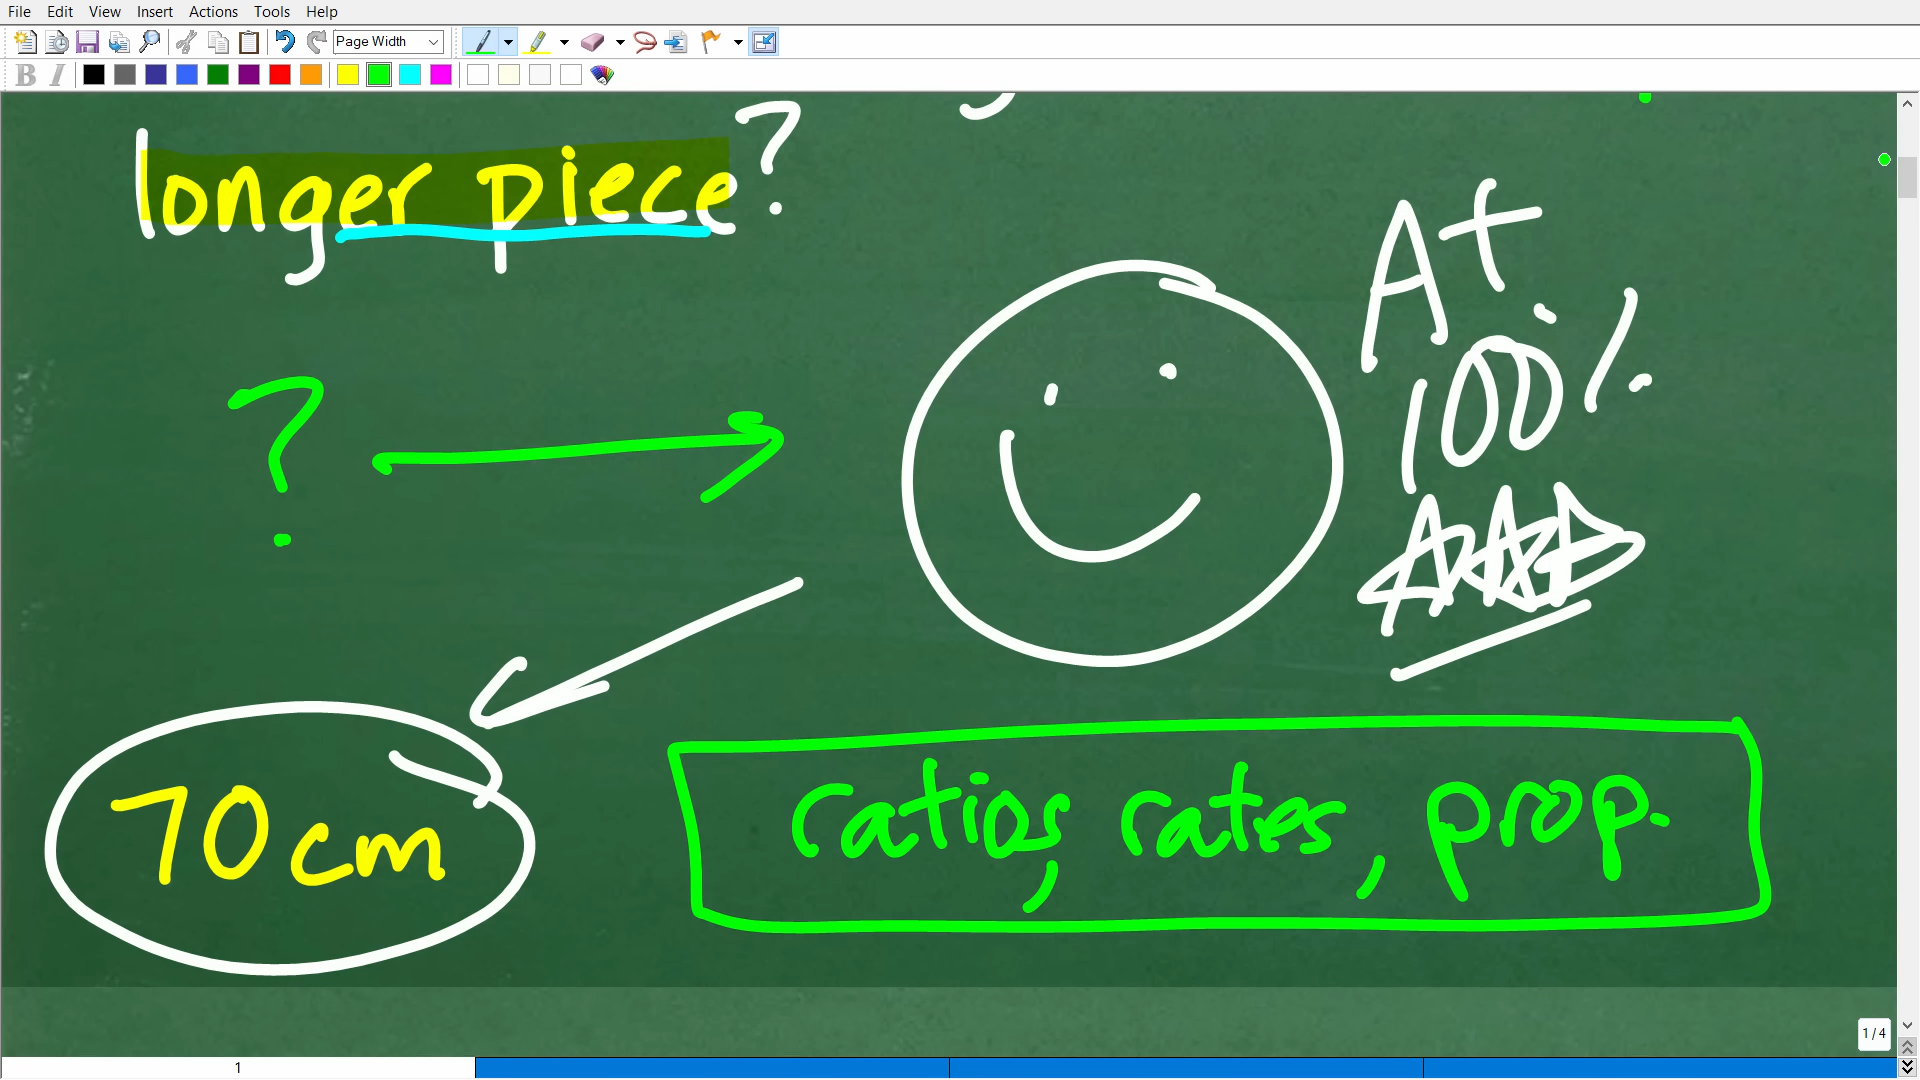 File Edit View Insert Actions Tools Help
Page Width
B I
longer piece?
A+
100%
?
70 cm
ratios, rates, prop.
1 / 4
1